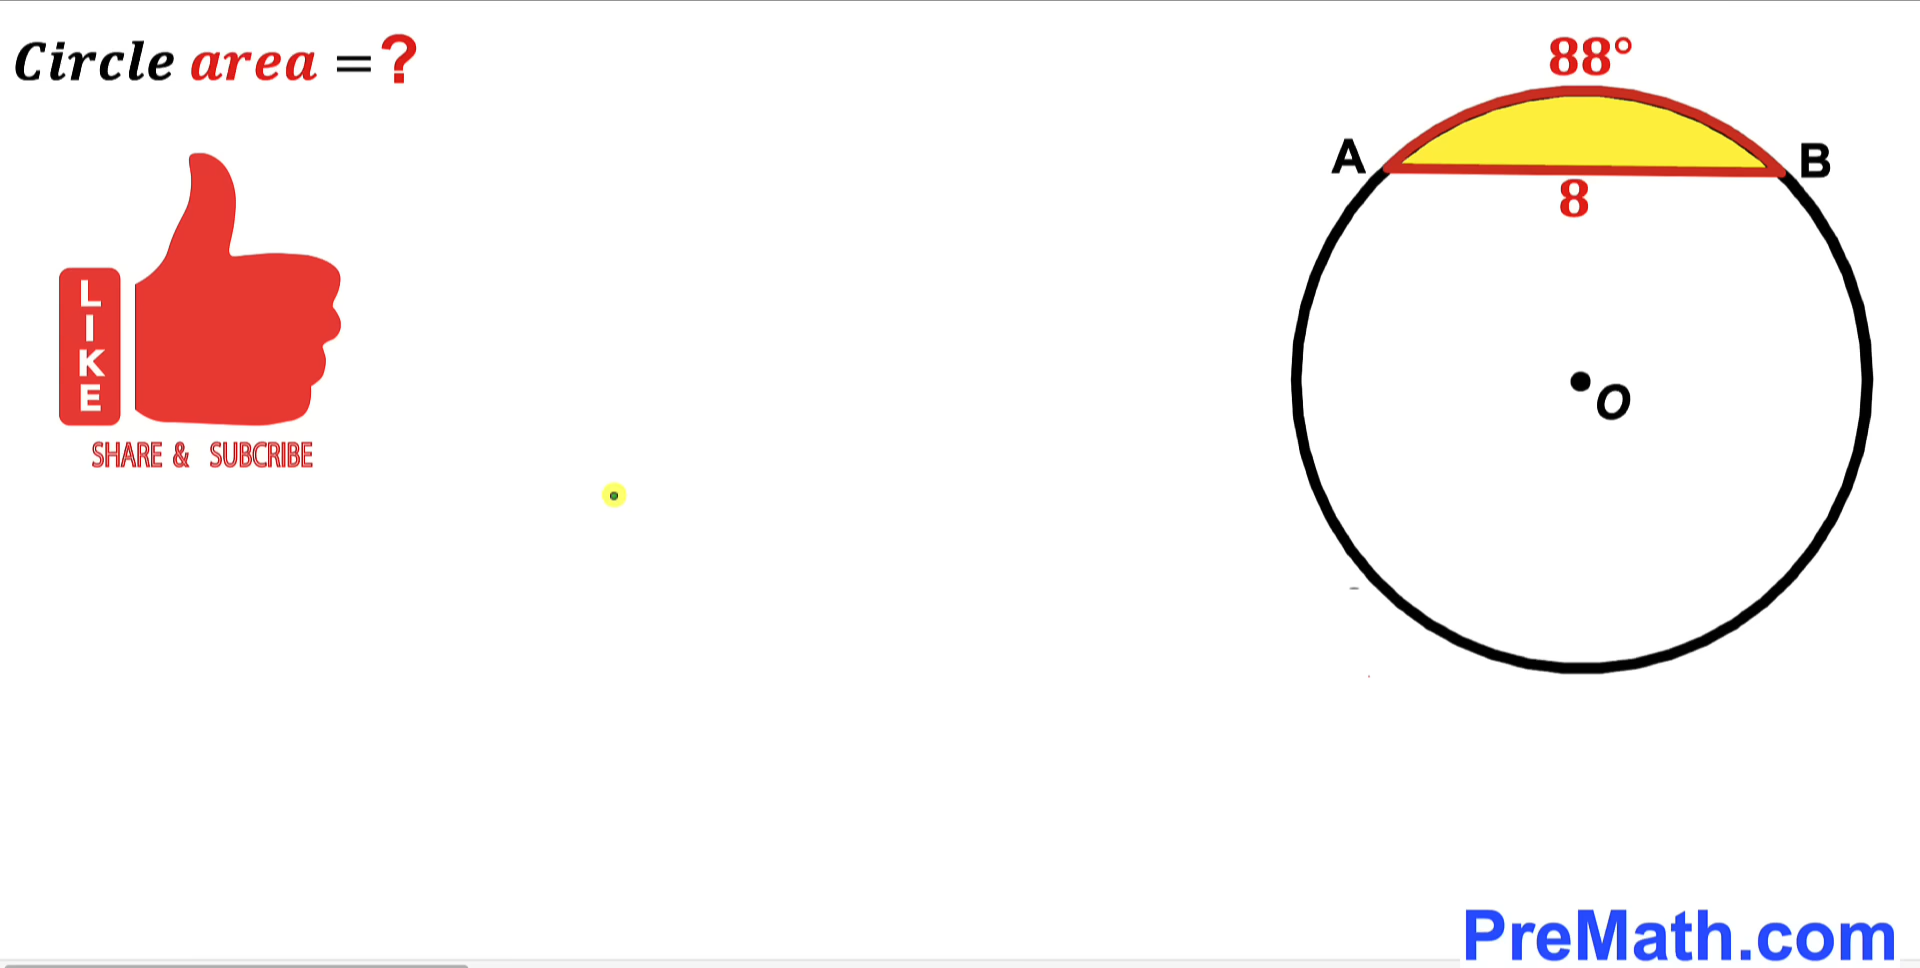 Circle area = ?
88°
A
B
8
L
I
K
E
O
SHARE & SUBCRIBE
PreMath.com